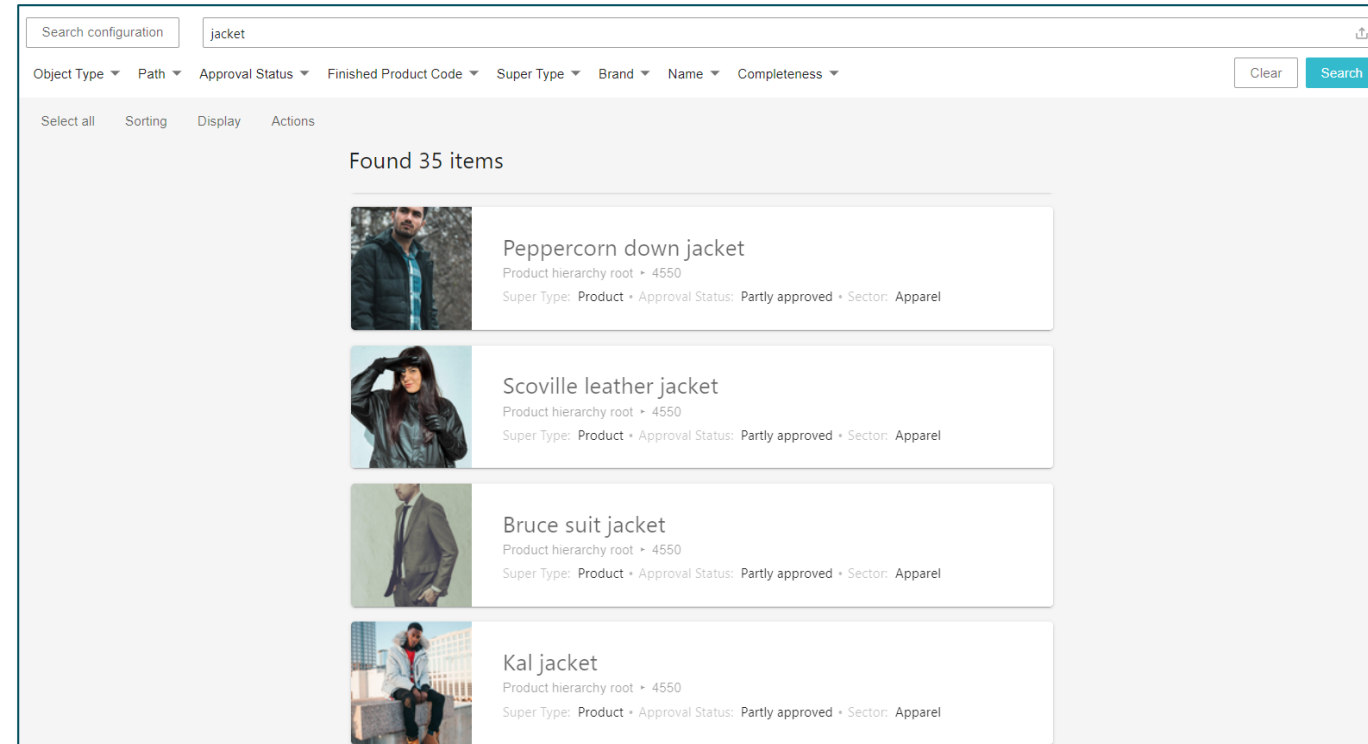 Search configuration jacket
Object Type Path Approval Status Finished Product Code Super Type Brand Name Completeness Clear Search
Select all Sorting Display Actions
Found 35 items
Peppercorn down jacket
Product hierarchy root ▸ 4550
Super Type: Product • Approval Status: Partly approved • Sector: Apparel
Scoville leather jacket
Product hierarchy root ▸ 4550
Super Type: Product • Approval Status: Partly approved • Sector: Apparel
Bruce suit jacket
Product hierarchy root ▸ 4550
Super Type: Product • Approval Status: Partly approved • Sector: Apparel
Kal jacket
Product hierarchy root ▸ 4550
Super Type: Product • Approval Status: Partly approved • Sector: Apparel